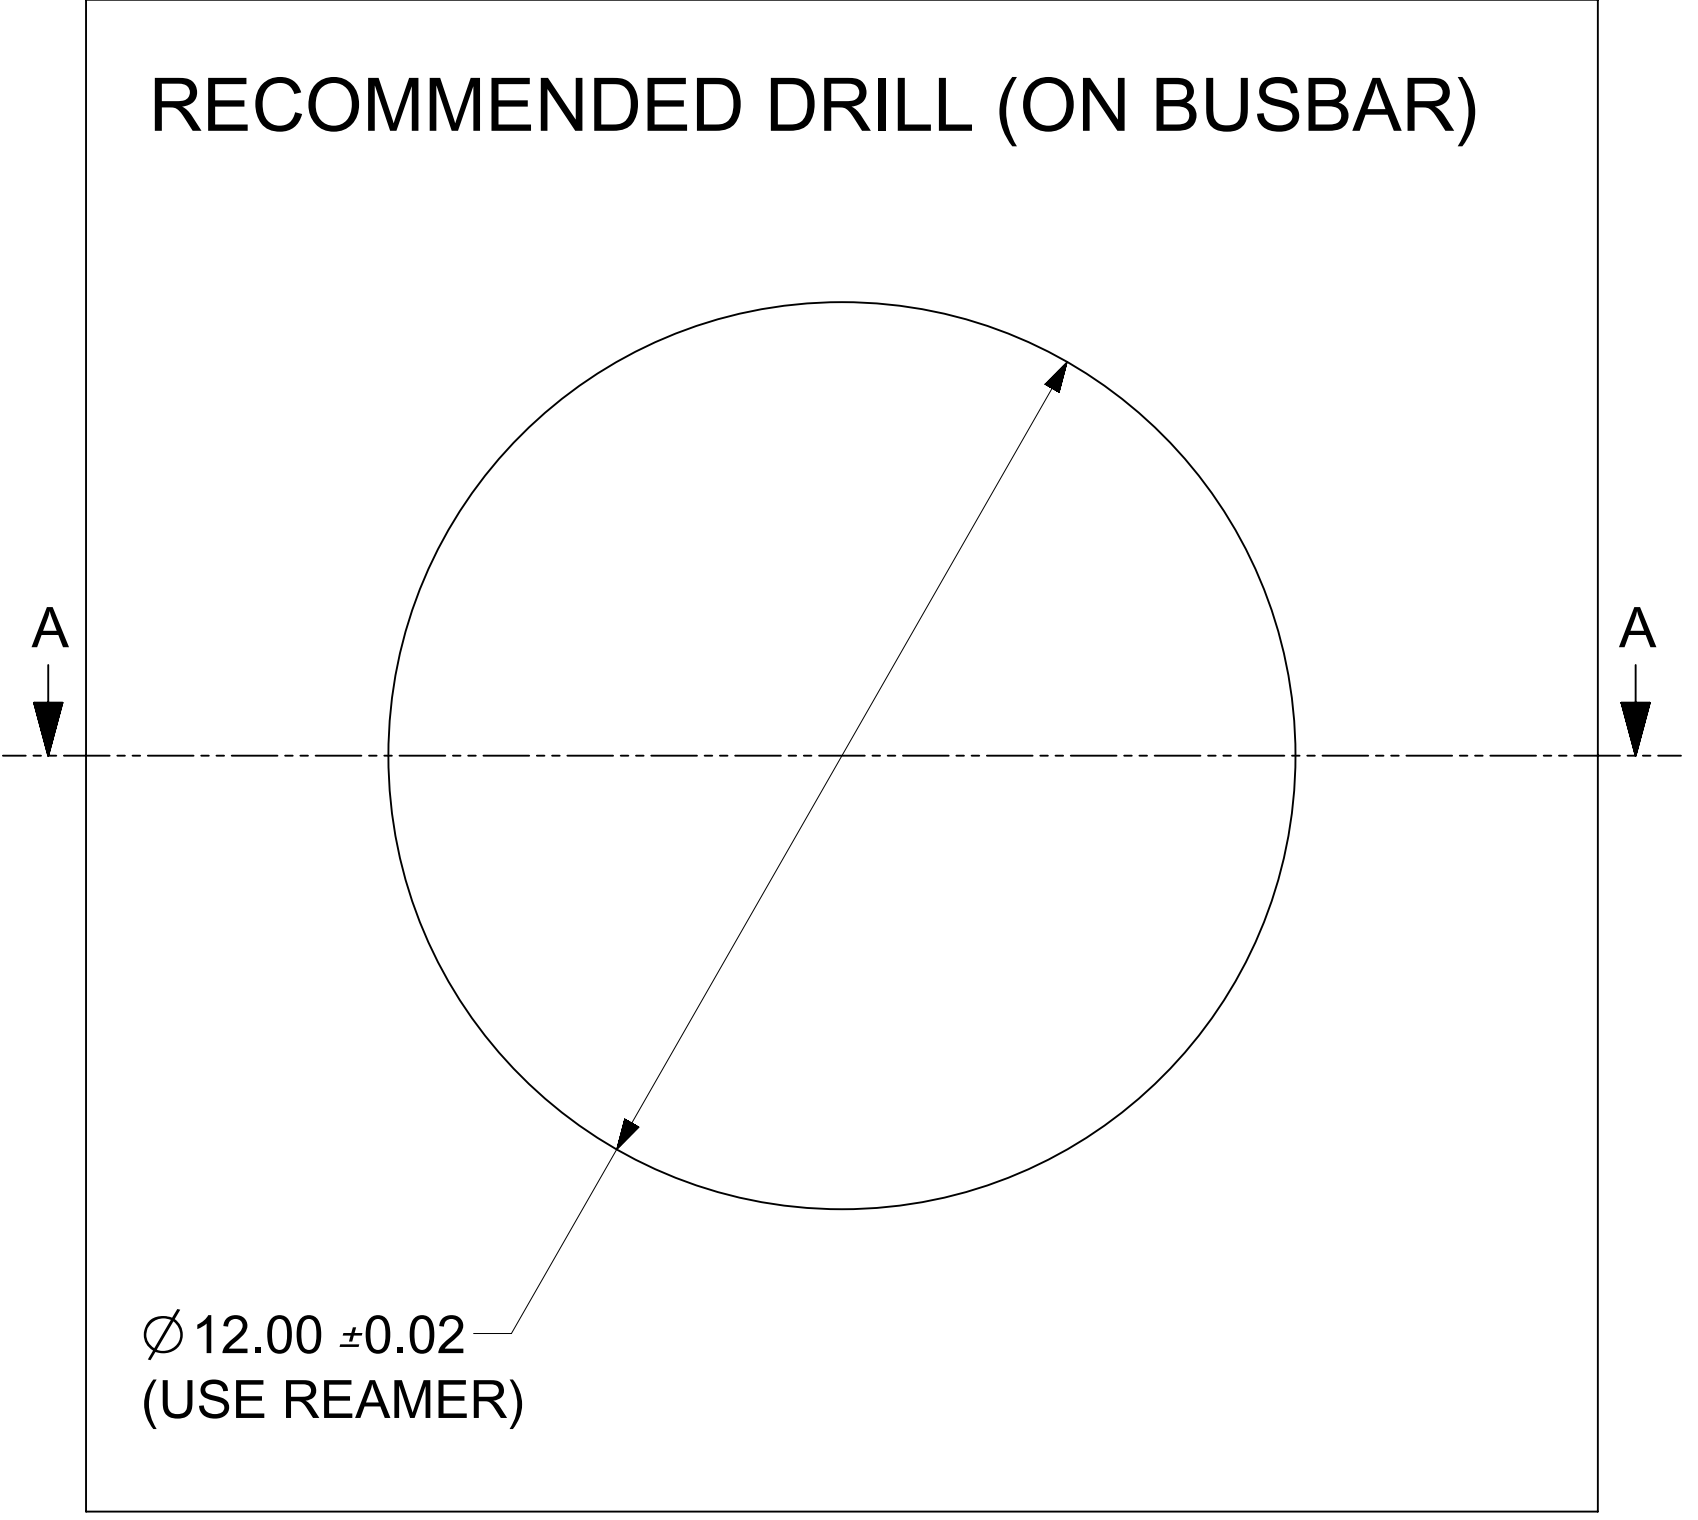 RECOMMENDED DRILL (ON BUSBAR)
A A
∅12.00 ±0.02
(USE REAMER)